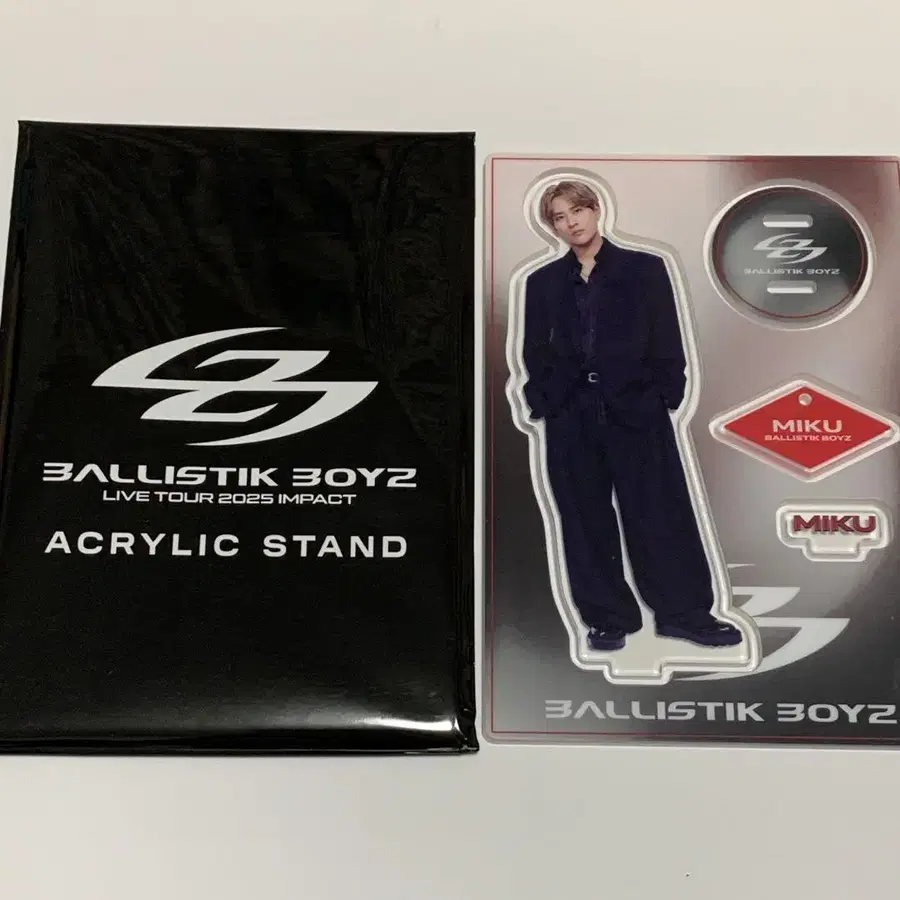 BALLISTIK BOYZ
LIVE TOUR 2025 IMPACT
ACRYLIC STAND
BALLISTIK BOYZ
MIKU
BALLISTIK BOYZ
MIKU
BALLISTIK BOYZ